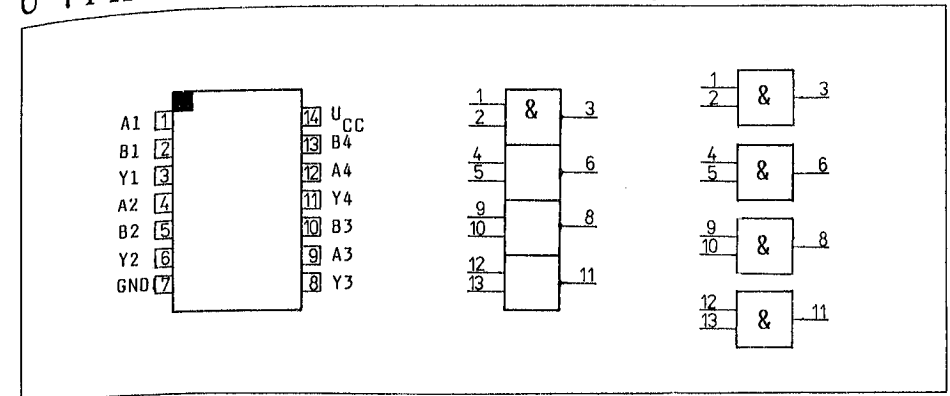 A1 1 14 UCC
B1 2 13 B4
Y1 3 12 A4
A2 4 11 Y4
B2 5 10 B3
Y2 6 9 A3
GND 7 8 Y3
1
2 & 3
4
5 6
9
10 8
12
13 11
1
2 & 3
4
5 & 6
9
10 & 8
12
13 & 11